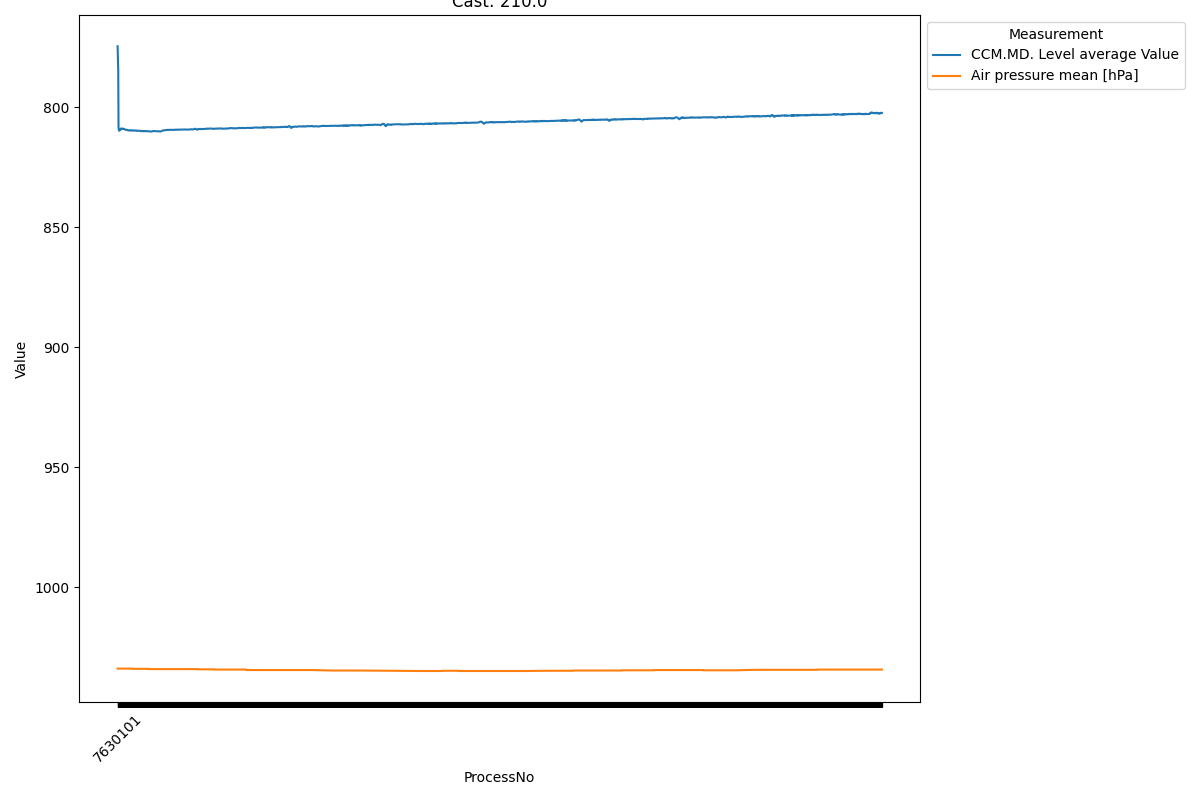 Cast: 210.0
Measurement
CCM.MD. Level average Value
Air pressure mean [hPa]
800
850
900
950
1000
Value
7630101
ProcessNo